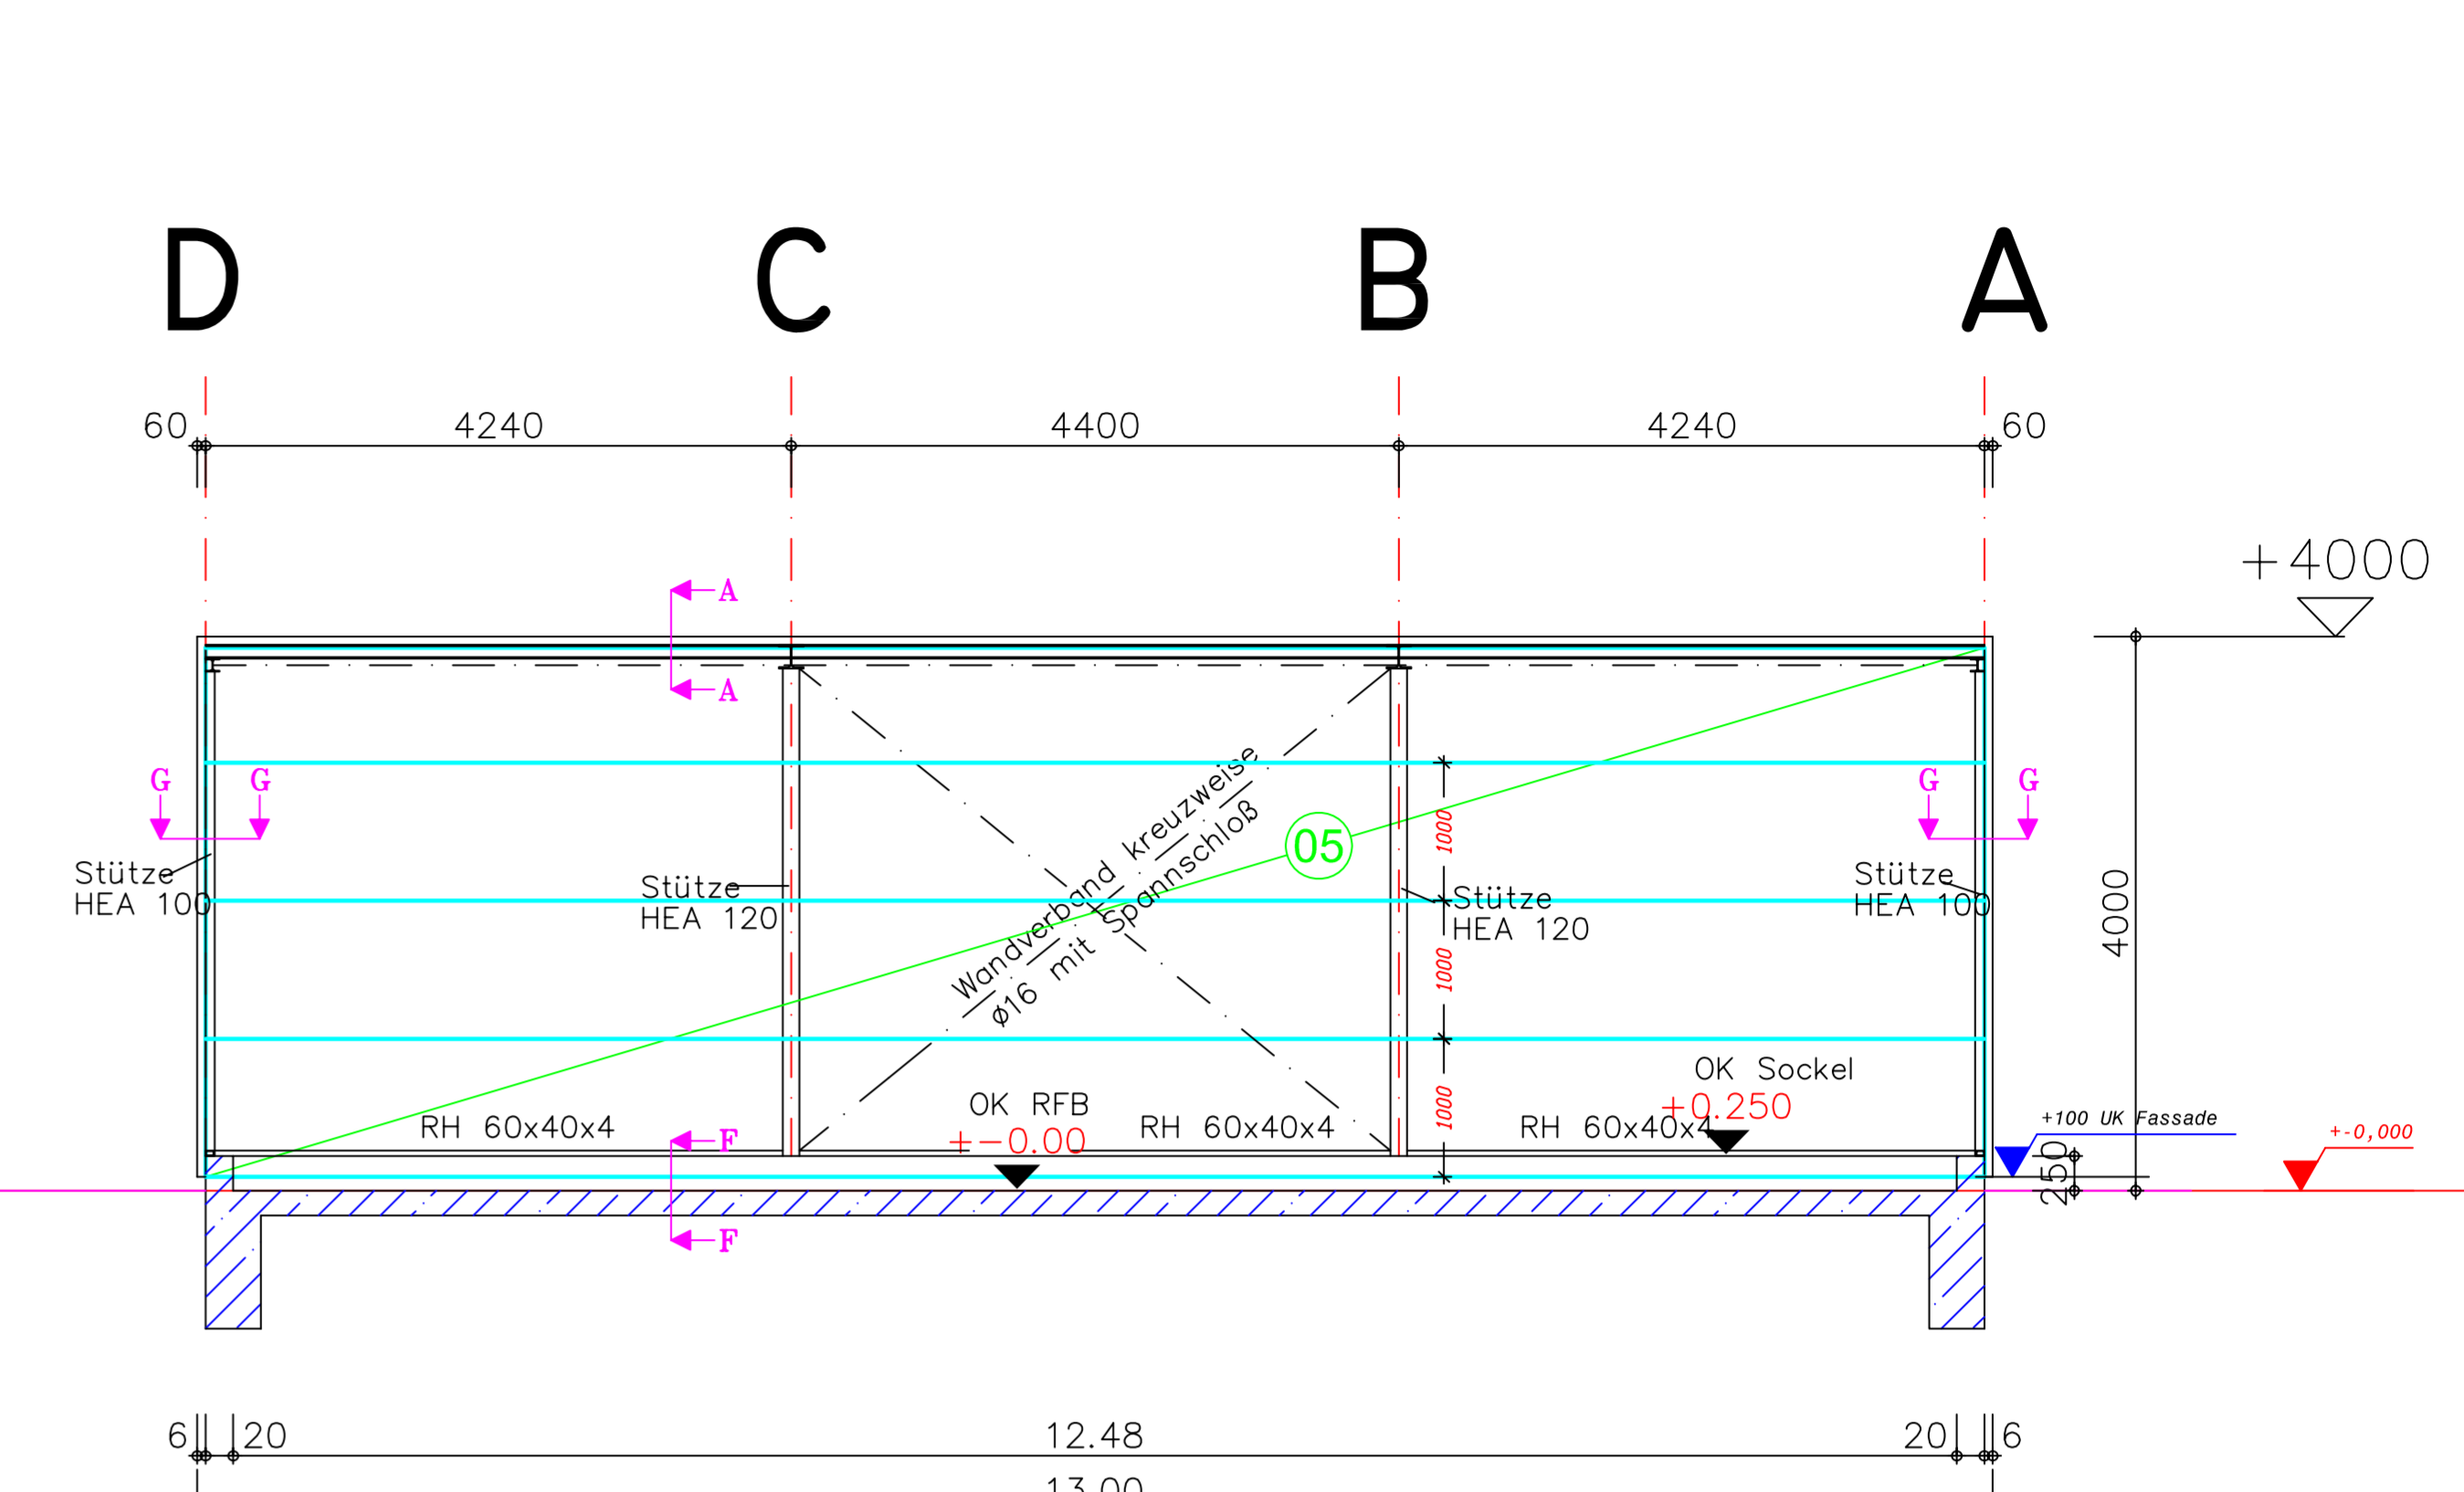 D C B A
60 4240 4400 4240 60
+4000
A
A
G G G G
05
Stütze
HEA 100
Stütze
HEA 120
Wandverband kreuzweise
ø16 mit Spannschloß
Stütze
HEA 120
Stütze
HEA 100
4000
1000
1000
1000
OK Sockel
+0.250
OK RFB
+-0.00
RH 60x40x4
RH 60x40x4
RH 60x40x4
+100 UK Fassade
+-0,000
250
F
F
6 20 12.48 20 6
13.00